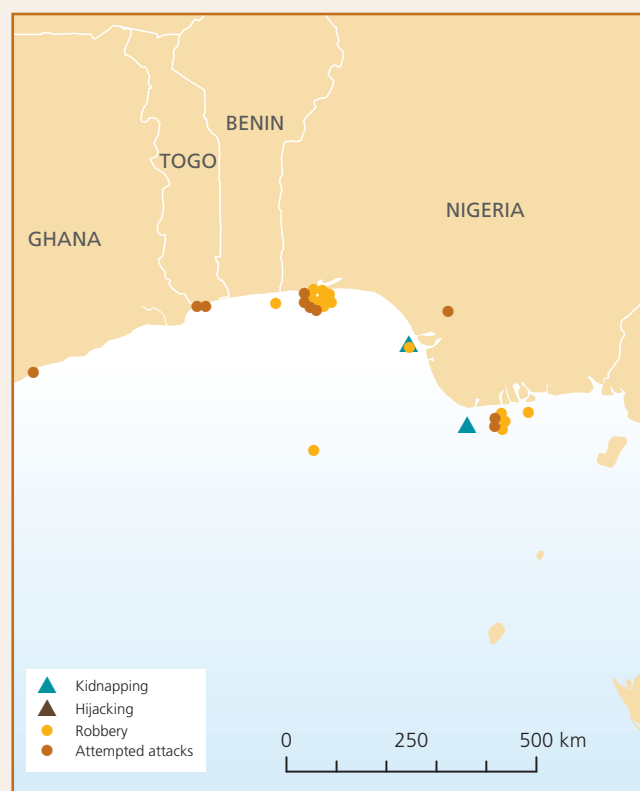 BENIN
TOGO
NIGERIA
GHANA
Kidnapping
Hijacking
Robbery
Attempted attacks
0 250 500 km